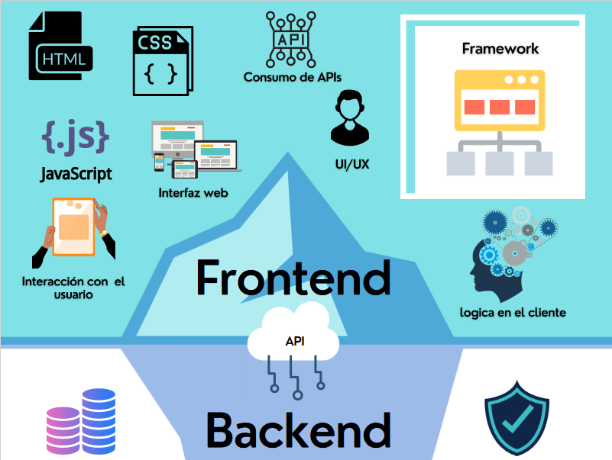 HTML
CSS
{ }
API
Consumo de APIs
Framework
{.js}
JavaScript
Interfaz web
UI/UX
Interacción con el
usuario
Frontend
logica en el cliente
API
Backend